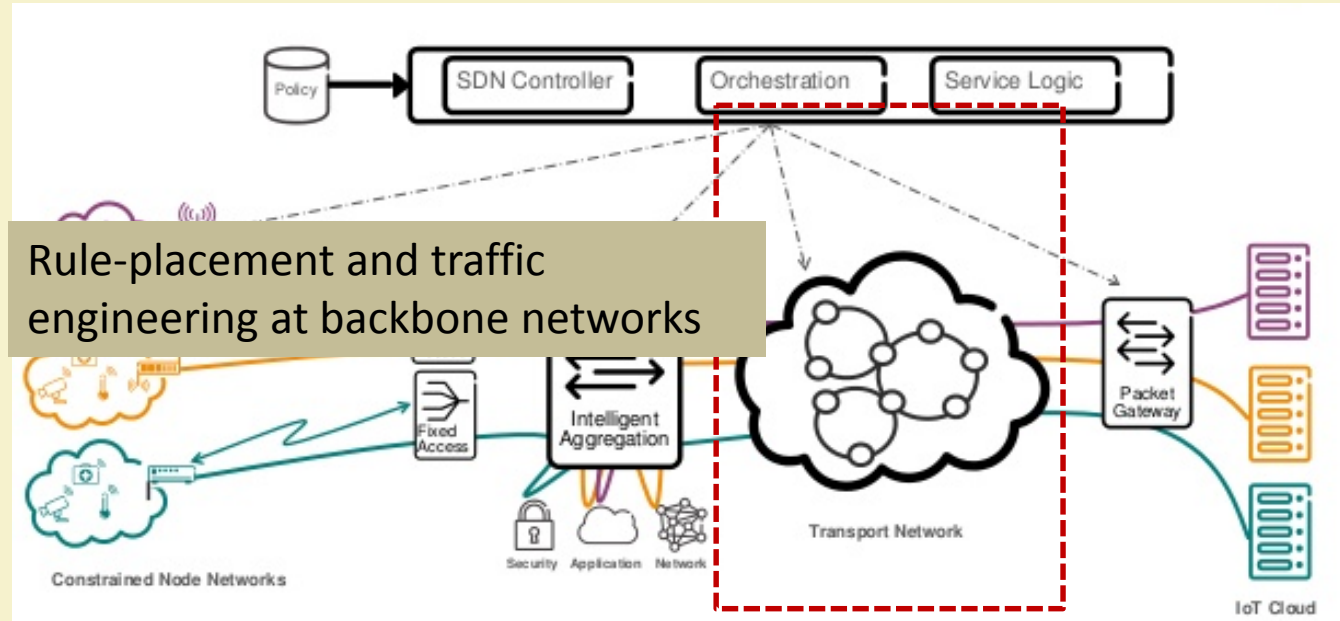 Policy
SDN Controller
Orchestration
Service Logic
Rule-placement and traffic
engineering at backbone networks
Fixed
Access
Intelligent
Aggregation
Packet
Gateway
Security
Application
Network
Transport Network
Constrained Node Networks
IoT Cloud